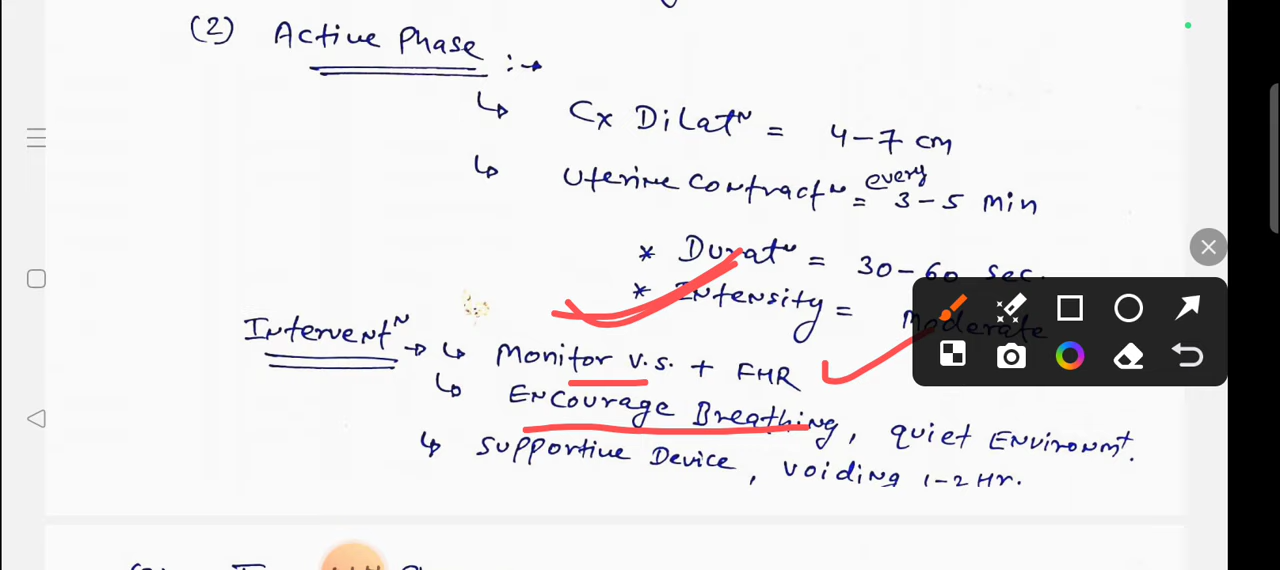 (2) Active Phase :→
↳ Cx Dilatⁿ = 4-7 cm
↳ Uterine Contractⁿ = every 3-5 min
* Duratⁿ = 30-60 sec.
* Intensity = Moderate
Interventⁿ → ↳ Monitor v.s. + FHR
↳ Encourage Breathing, quiet Environmt.
↳ Supportive Device, voiding 1-2 Hr.